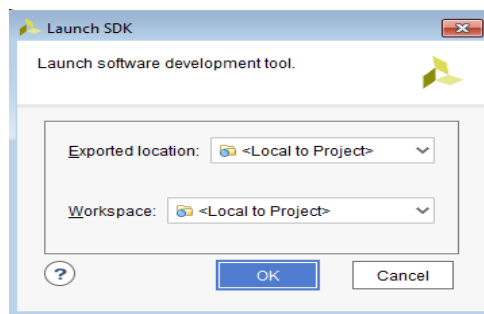 Launch SDK
Launch software development tool.
Exported location: <Local to Project>
Workspace: <Local to Project>
? OK Cancel